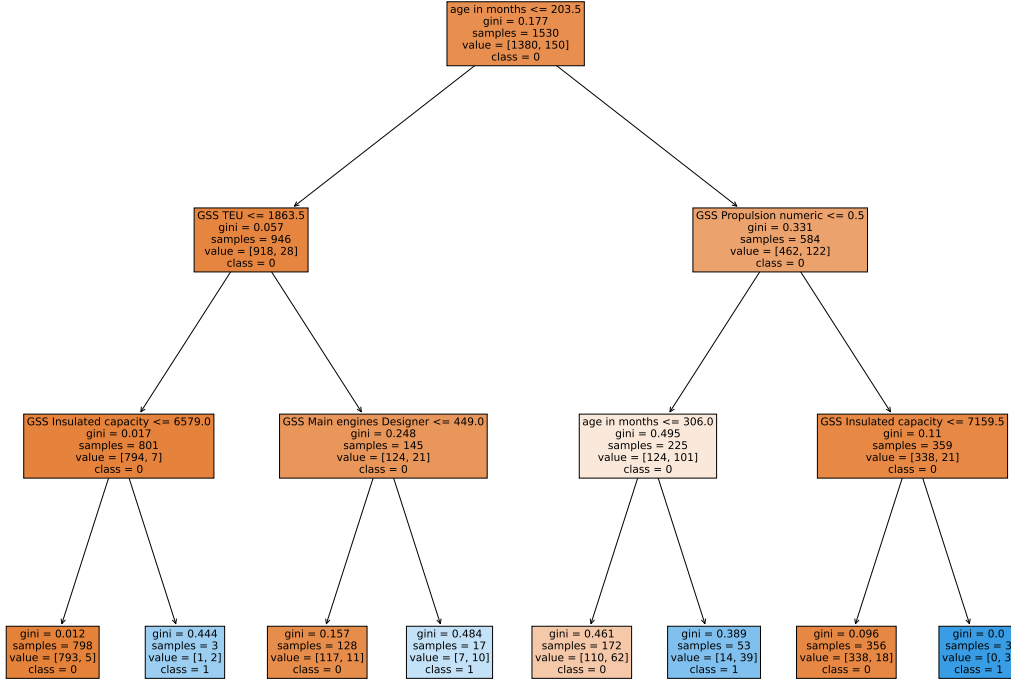 age in months <= 203.5
gini = 0.177
samples = 1530
value = [1380, 150]
class = 0
GSS TEU <= 1863.5
gini = 0.057
samples = 946
value = [918, 28]
class = 0
GSS Propulsion numeric <= 0.5
gini = 0.331
samples = 584
value = [462, 122]
class = 0
GSS Insulated capacity <= 6579.0
gini = 0.017
samples = 801
value = [794, 7]
class = 0
GSS Main engines Designer <= 449.0
gini = 0.248
samples = 145
value = [124, 21]
class = 0
age in months <= 306.0
gini = 0.495
samples = 225
value = [124, 101]
class = 0
GSS Insulated capacity <= 7159.5
gini = 0.11
samples = 359
value = [338, 21]
class = 0
gini = 0.012
samples = 798
value = [793, 5]
class = 0
gini = 0.444
samples = 3
value = [1, 2]
class = 1
gini = 0.157
samples = 128
value = [117, 11]
class = 0
gini = 0.484
samples = 17
value = [7, 10]
class = 1
gini = 0.461
samples = 172
value = [110, 62]
class = 0
gini = 0.389
samples = 53
value = [14, 39]
class = 1
gini = 0.096
samples = 356
value = [338, 18]
class = 0
gini = 0.0
samples = 3
value = [0, 3
class = 1